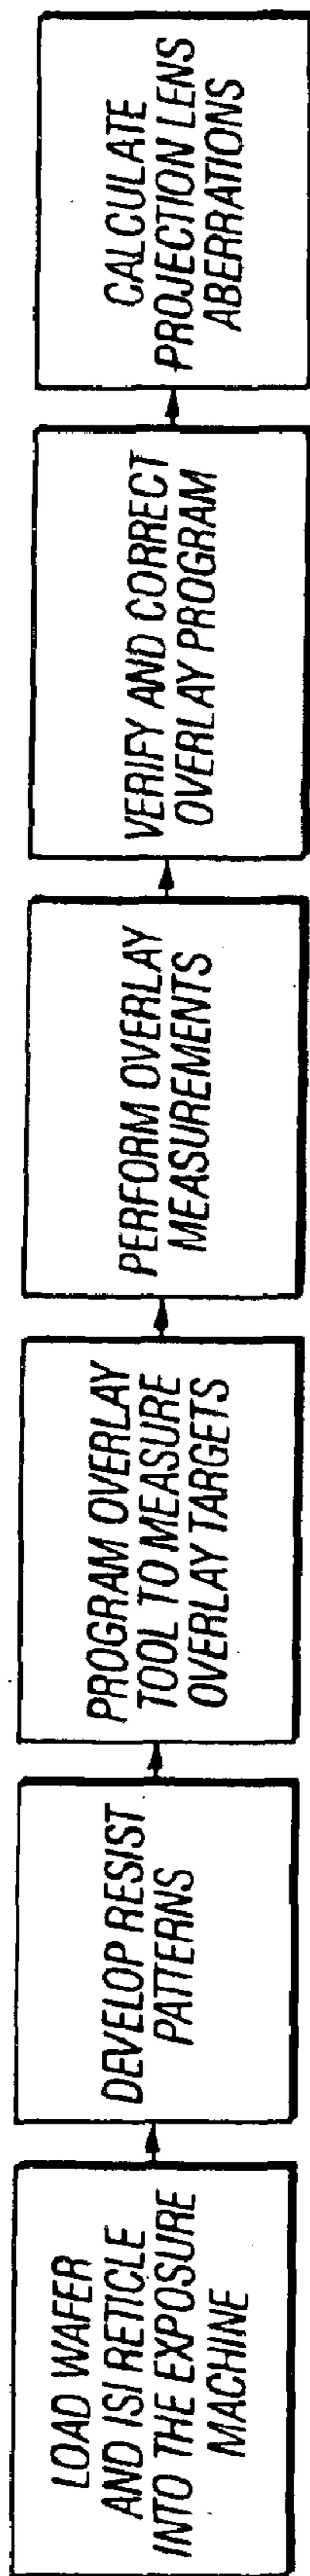 LOAD WAFER
AND ISI RETICLE
INTO THE EXPOSURE
MACHINE
DEVELOP RESIST
PATTERNS
PROGRAM OVERLAY
TOOL TO MEASURE
OVERLAY TARGETS
PERFORM OVERLAY
MEASUREMENTS
VERIFY AND CORRECT
OVERLAY PROGRAM
CALCULATE
PROJECTION LENS
ABERRATIONS